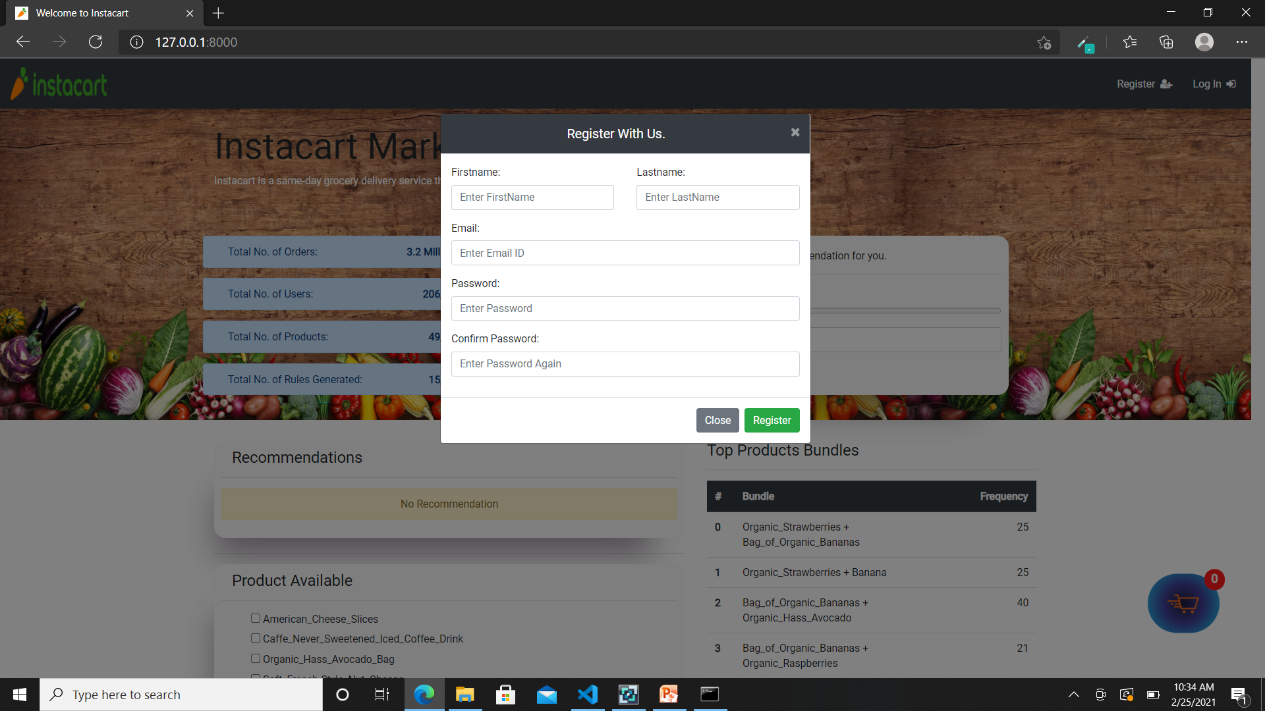 Welcome to Instacart
127.0.0.1:8000
instacart
Register
Log In
Instacart Mark
Instacart Is a same-day grocery delivery service
Register With Us.
Firstname:
Lastname:
Enter FirstName
Enter LastName
Email:
Enter Email ID
Password:
Enter Password
Confirm Password:
Enter Password Again
Close
Register
Total No. of Orders:
3.2 Mili
Total No. of Users:
206
Total No. of Products:
49
Total No. of Rules Generated:
15
for you.
Recommendations
No Recommendation
Product Available
American_Cheese_Slices
Caffe_Never_Sweetened_Iced_Coffee_Drink
Organic_Hass_Avocado_Bag
Top Products Bundles
# Bundle Frequency
0 Organic_Strawberries + 25
Bag_of_Organic_Bananas
1 Organic_Strawberries + Banana 25
2 Bag_of_Organic_Bananas + 40
Organic_Hass_Avocado
3 Bag_of_Organic_Bananas + 21
Organic_Raspberries
0
Type here to search
10:34 AM
2/25/2021
1